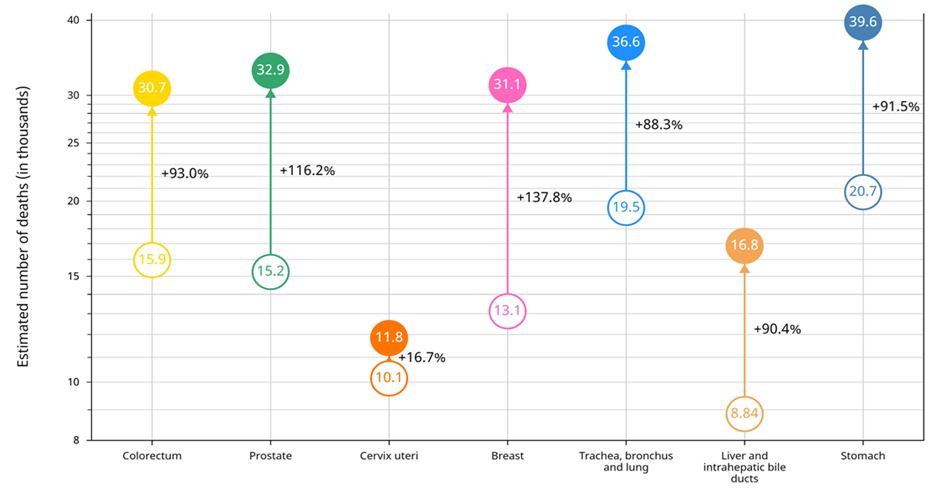 Estimated number of deaths (in thousands)
40
30
25
20
15
10
8
30.7
+93.0%
15.9
32.9
+116.2%
15.2
11.8
+16.7%
10.1
31.1
+137.8%
13.1
36.6
+88.3%
19.5
16.8
+90.4%
8.84
39.6
+91.5%
20.7
Colorectum
Prostate
Cervix uteri
Breast
Trachea, bronchus
and lung
Liver and
intrahepatic bile
ducts
Stomach